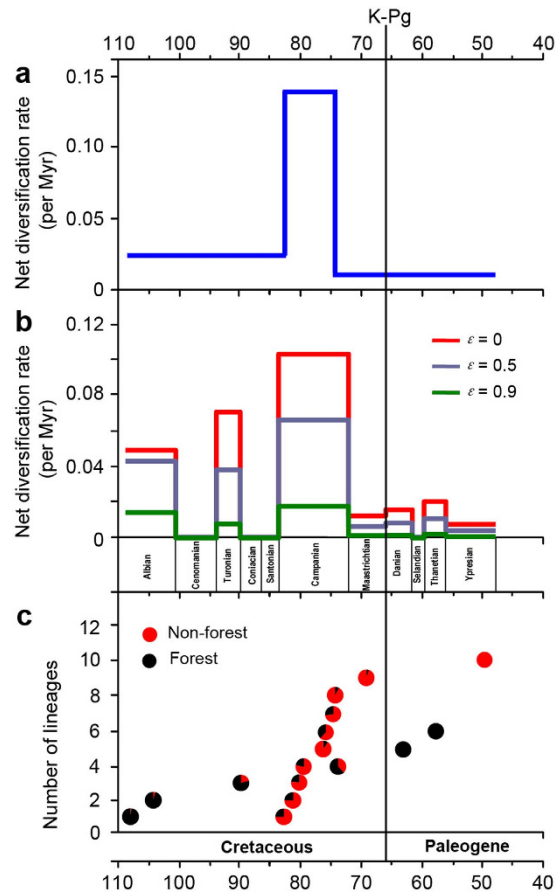 K-Pg
110 100 90 80 70 60 50 40
a
Net diversification rate
(per Myr)
0.15
0.10
0.05
0
b
Net diversification rate
(per Myr)
0.12
0.08
0.04
0
ε = 0
ε = 0.5
ε = 0.9
Albian
Cenomanian
Turonian
Coniacian
Santonian
Campanian
Maastrichtian
Danian
Selandian
Thanetian
Ypresian
c
Number of lineages
12
10
8
6
4
2
0
Non-forest
Forest
Cretaceous
Paleogene
110 100 90 80 70 60 50 40